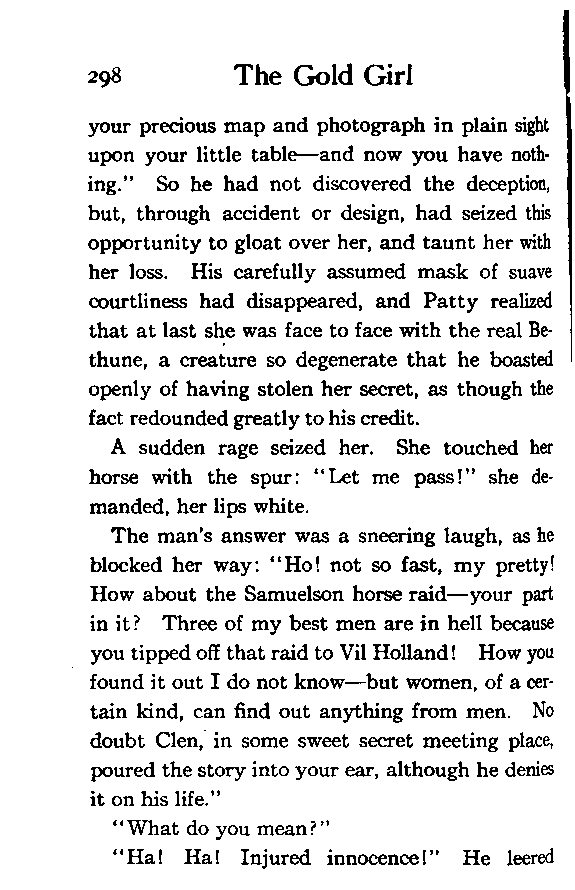 298 The Gold Girl
your precious map and photograph in plain sight
upon your little table—and now you have noth-
ing." So he had not discovered the deception,
but, through accident or design, had seized this
opportunity to gloat over her, and taunt her with
her loss. His carefully assumed mask of suave
courtliness had disappeared, and Patty realized
that at last she was face to face with the real Be-
thune, a creature so degenerate that he boasted
openly of having stolen her secret, as though the
fact redounded greatly to his credit.
A sudden rage seized her. She touched her
horse with the spur: "Let me pass!" she de-
manded, her lips white.
The man's answer was a sneering laugh, as he
blocked her way: "Ho! not so fast, my pretty!
How about the Samuelson horse raid—your part
in it? Three of my best men are in hell because
you tipped off that raid to Vil Holland! How you
found it out I do not know—but women, of a cer-
tain kind, can find out anything from men. No
doubt Clen, in some sweet secret meeting place,
poured the story into your ear, although he denies
it on his life."
"What do you mean?"
"Ha! Ha! Injured innocence!" He leered